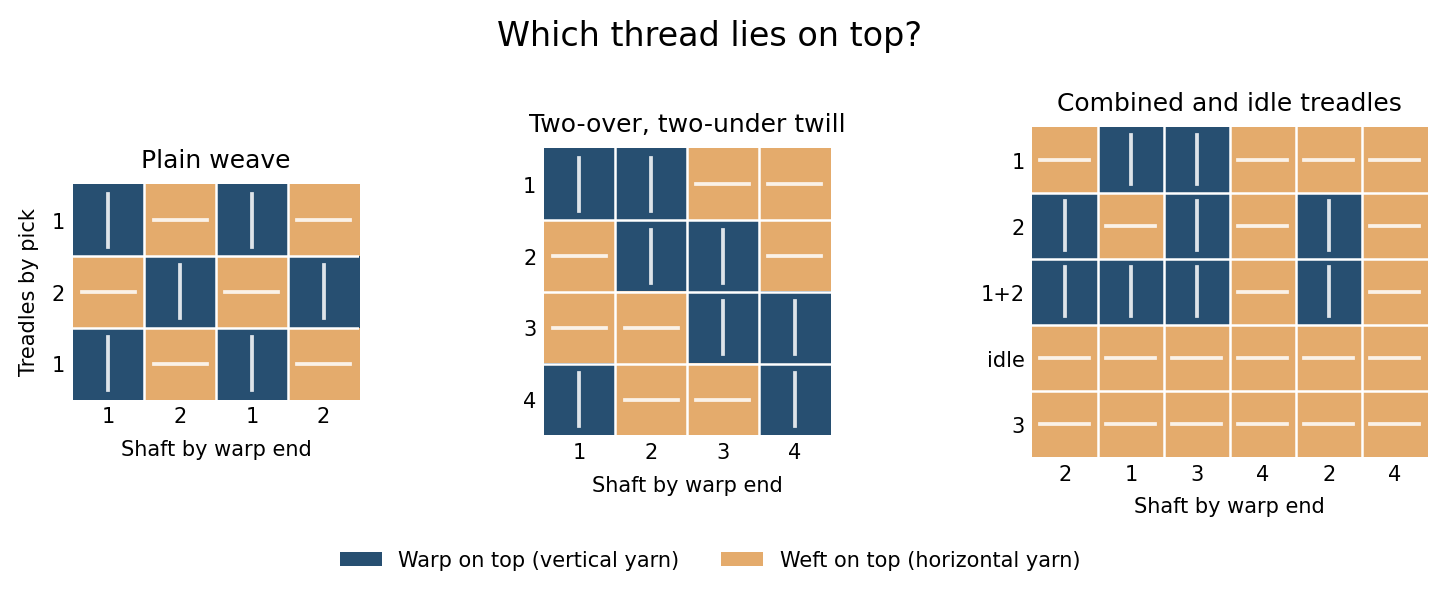 Which thread lies on top?
Plain weave
Treadles by pick
1
2
1
1 2 1 2
Shaft by warp end
Two-over, two-under twill
1
2
3
4
1 2 3 4
Shaft by warp end
Combined and idle treadles
1
2
1+2
idle
3
2 1 3 4 2 4
Shaft by warp end
Warp on top (vertical yarn)
Weft on top (horizontal yarn)